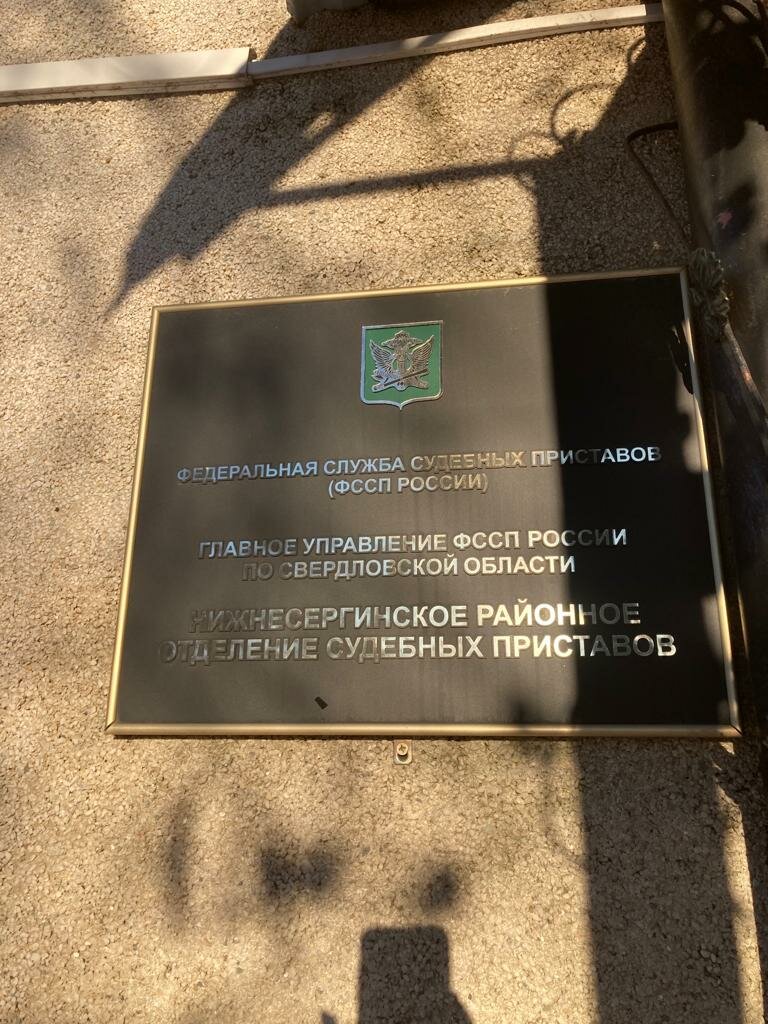 ФЕДЕРАЛЬНАЯ СЛУЖБА СУДЕБНЫХ ПРИСТАВОВ
(ФССП РОССИИ)
ГЛАВНОЕ УПРАВЛЕНИЕ ФССП РОССИИ
ПО СВЕРДЛОВСКОЙ ОБЛАСТИ
НИЖНЕСЕРГИНСКОЕ РАЙОННОЕ
ОТДЕЛЕНИЕ СУДЕБНЫХ ПРИСТАВОВ